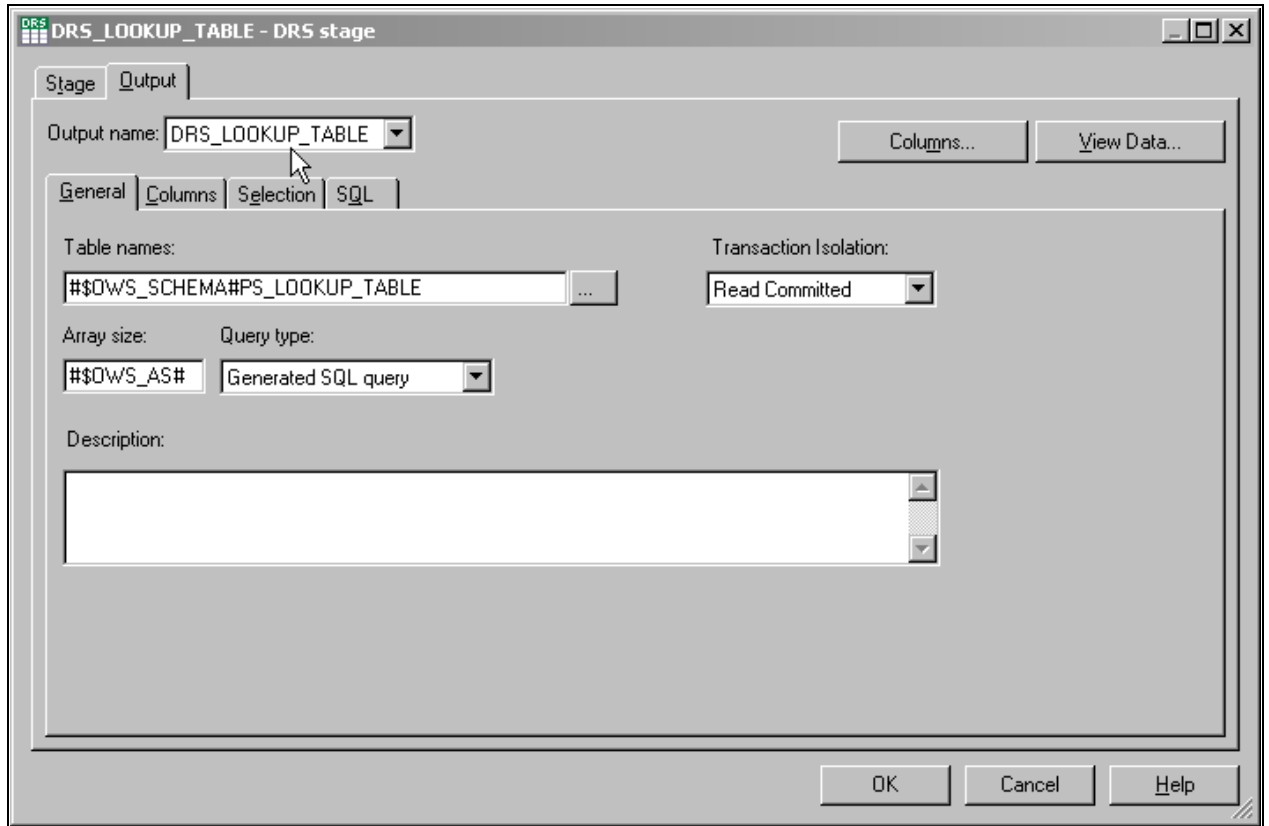 DRS DRS_LOOKUP_TABLE - DRS stage
Stage Output
Output name: DRS_LOOKUP_TABLE Columns... View Data...
General Columns Selection SQL
Table names: Transaction Isolation:
#$OWS_SCHEMA#PS_LOOKUP_TABLE ... Read Committed
Array size: Query type:
#$OWS_AS# Generated SQL query
Description:
OK Cancel Help